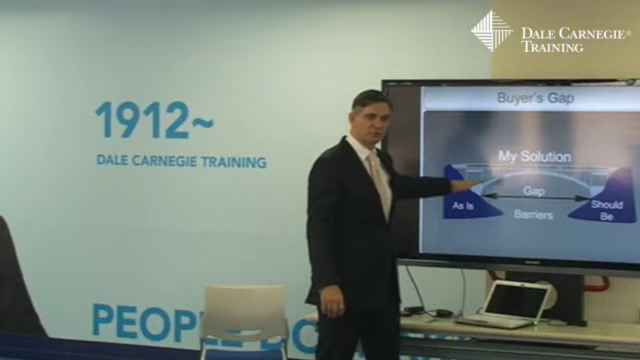 DALE CARNEGIE®
TRAINING
1912~
DALE CARNEGIE TRAINING
Buyer's Gap
My Solution
Gap
As Is
Barriers
Should
Be
PEOPLE